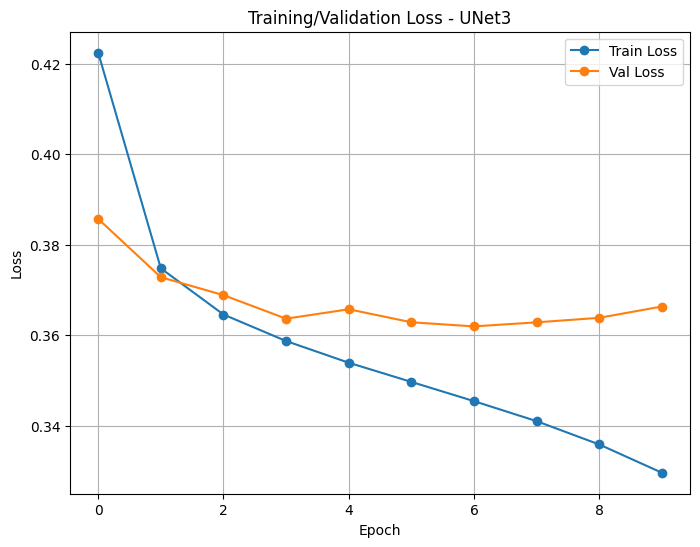 Training/Validation Loss - UNet3
Train Loss
Val Loss
0.42
0.40
0.38
0.36
0.34
Loss
0 2 4 6 8
Epoch